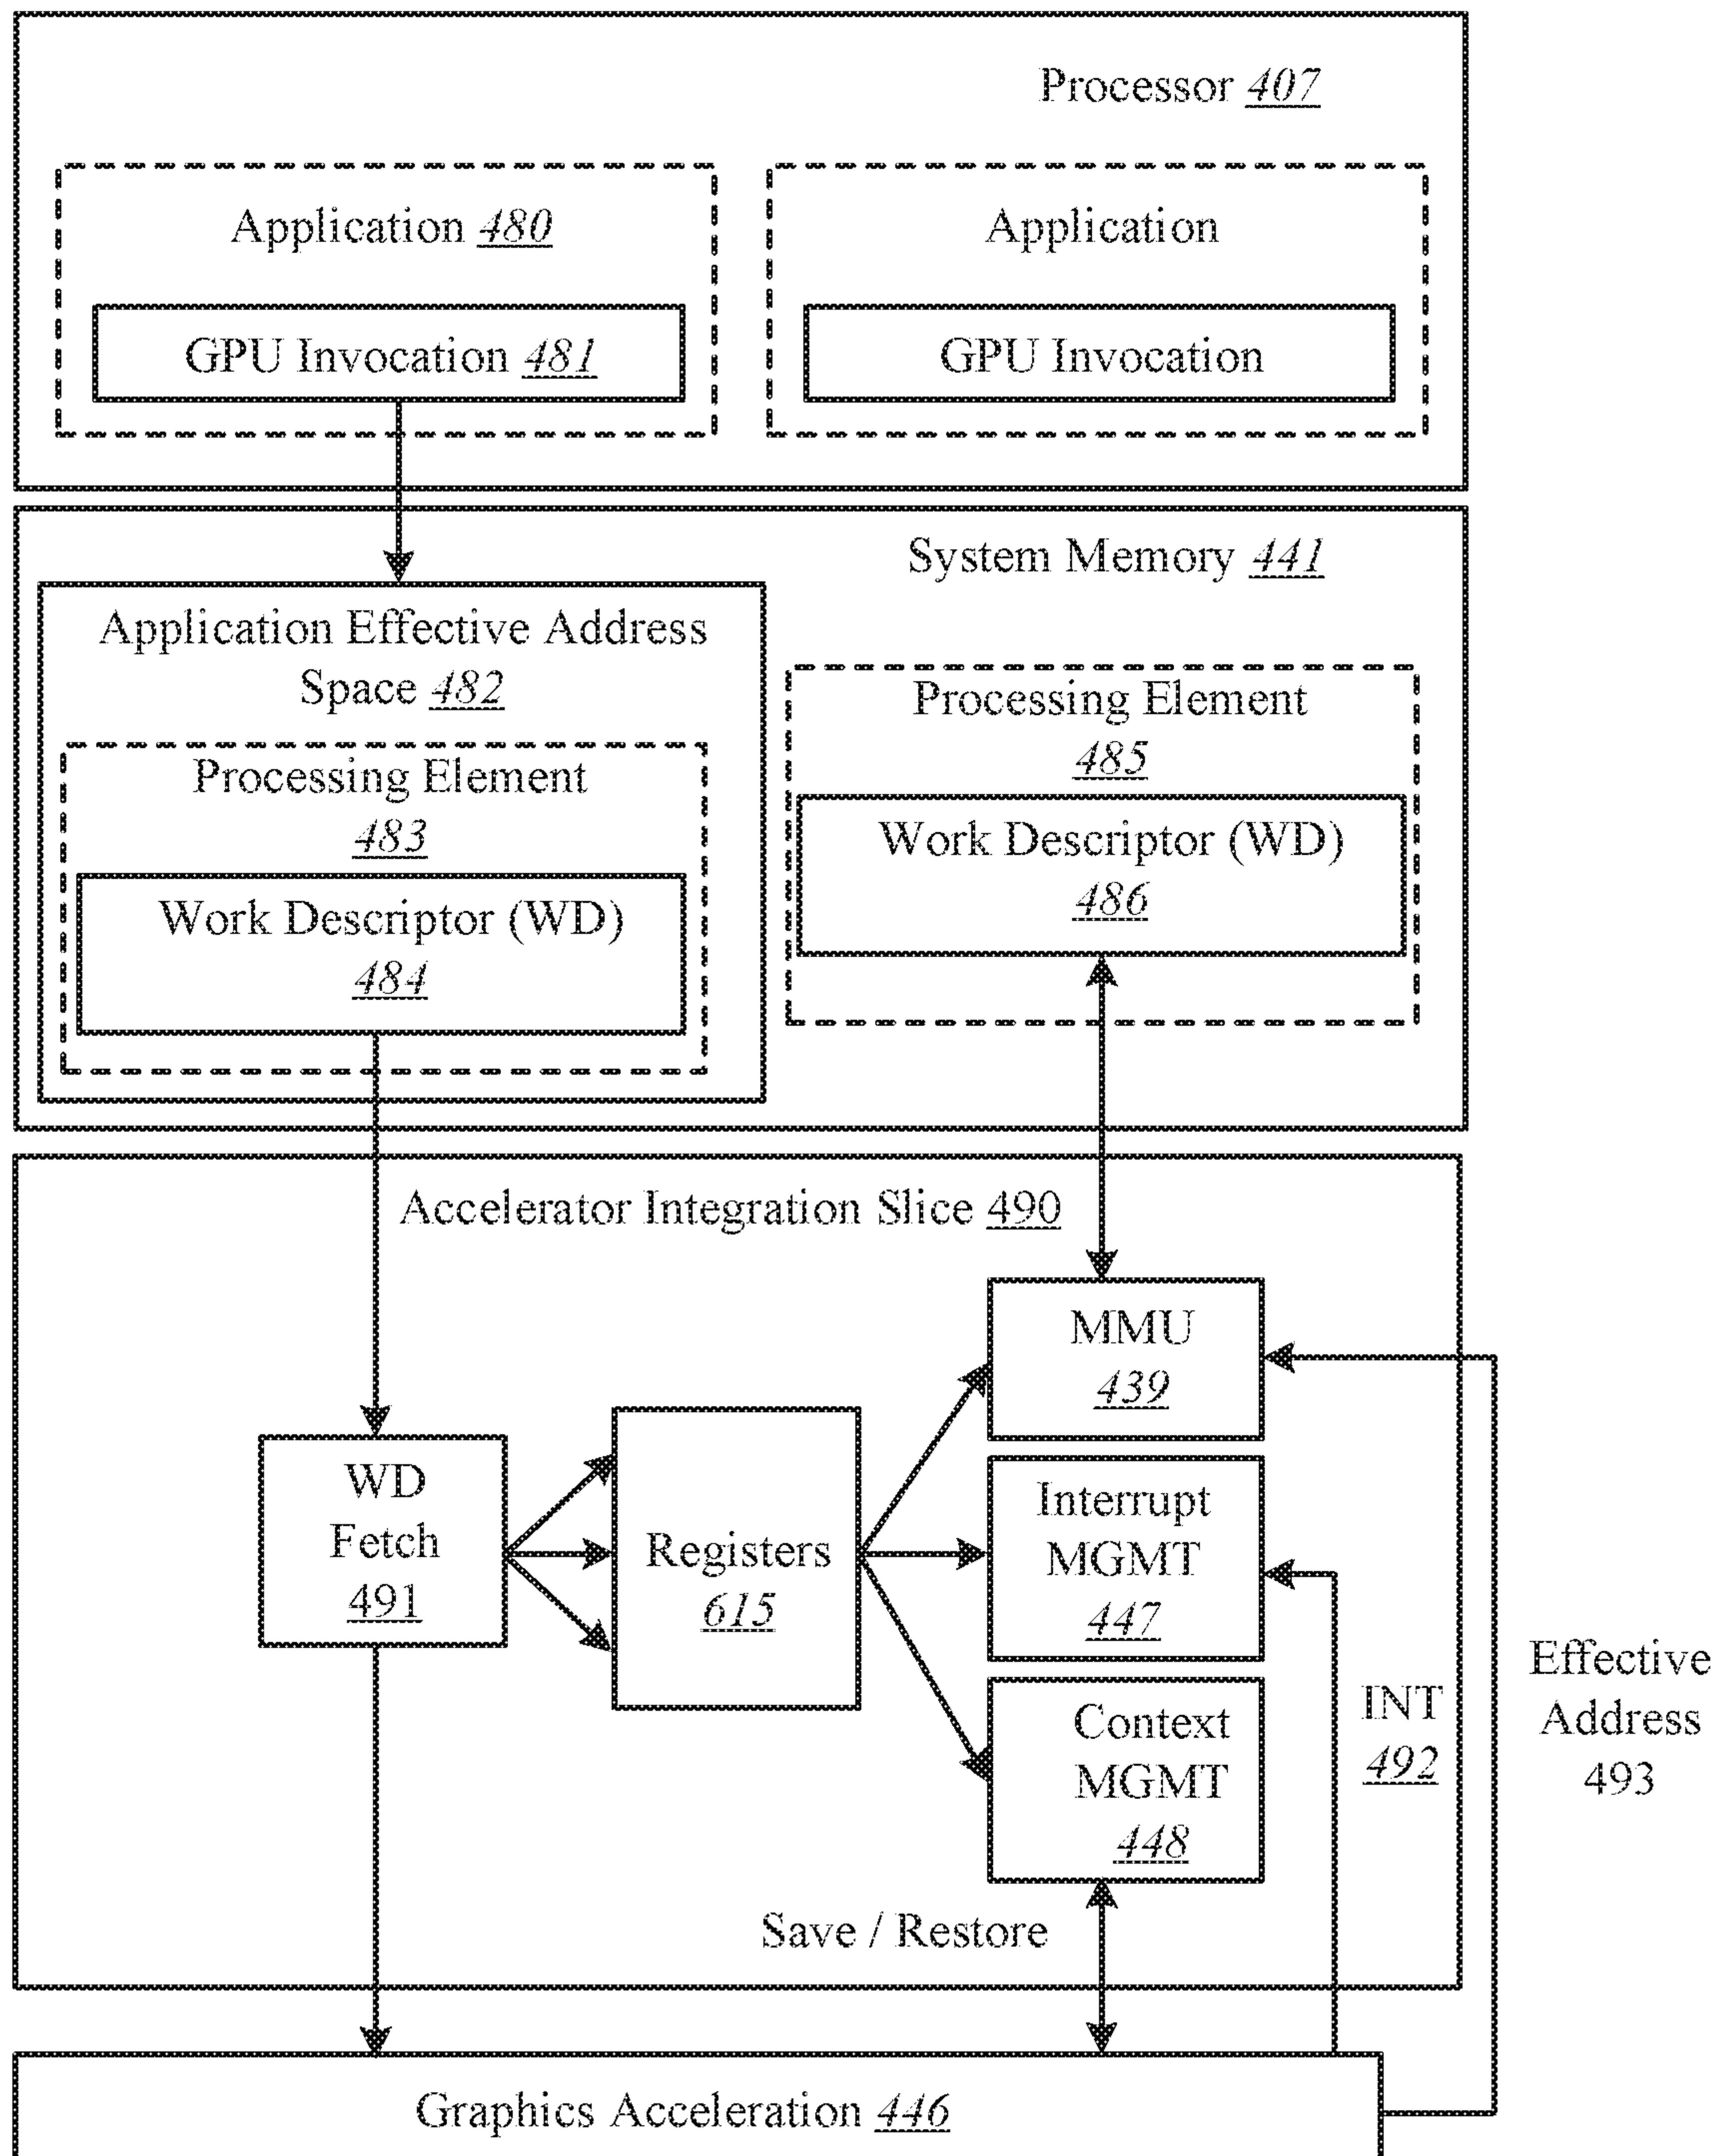 Processor 407
Application 480
Application
GPU Invocation 481
GPU Invocation
System Memory 441
Application Effective Address
Space 482
Processing Element
483
Work Descriptor (WD)
484
Processing Element
485
Work Descriptor (WD)
486
Accelerator Integration Slice 490
MMU
439
WD
Fetch
491
Registers
615
Interrupt
MGMT
447
Context
MGMT
448
INT
492
Effective
Address
493
Save / Restore
Graphics Acceleration 446